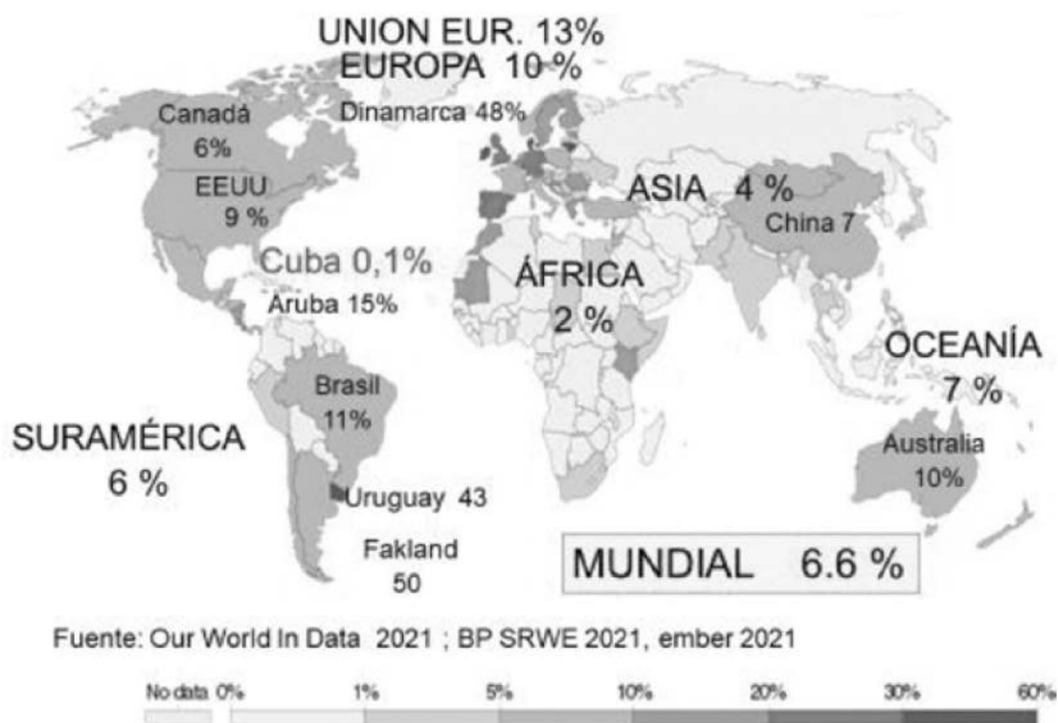 UNION EUR. 13%
EUROPA 10 %
Dinamarca 48%
Canadá
6%
EEUU
9 %
ASIA 4 %
China 7
Cuba 0,1%
Aruba 15%
ÁFRICA
2 %
OCEANÍA
7 %
Brasil
11%
SURAMÉRICA
6 %
Australia
10%
Uruguay 43
Fakland
50
MUNDIAL 6.6 %
Fuente: Our World In Data 2021 ; BP SRWE 2021, ember 2021
No data 0% 1% 5% 10% 20% 30% 60%